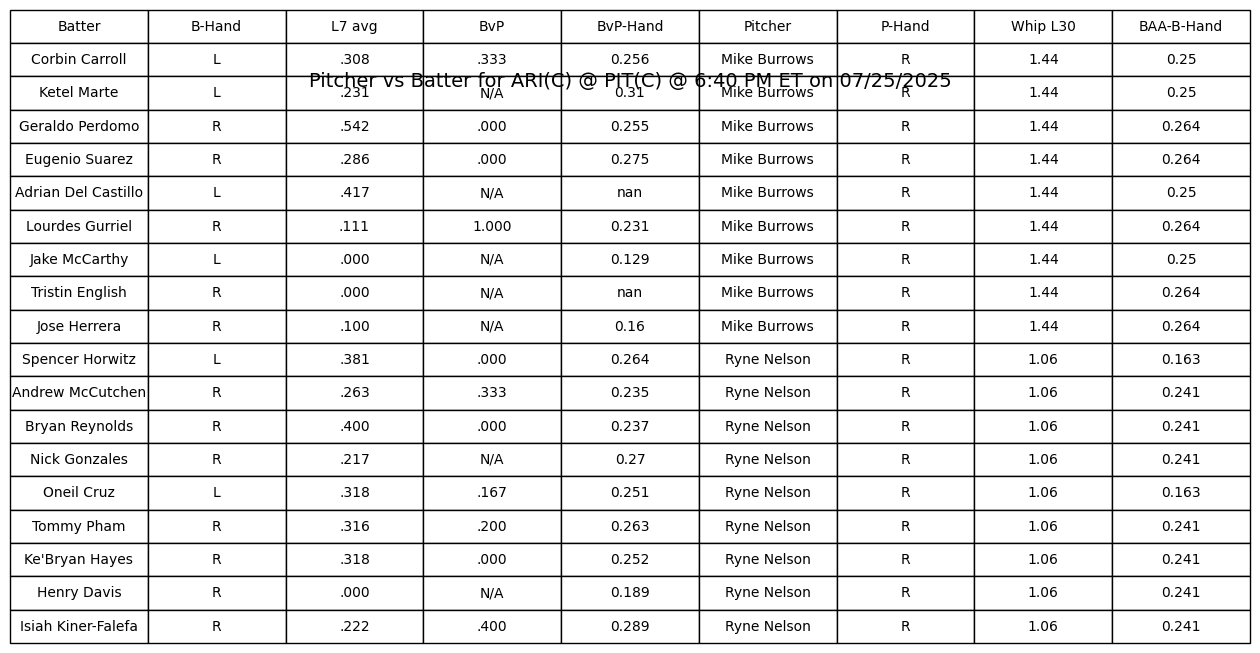 Batter B-Hand L7 avg BvP BvP-Hand Pitcher P-Hand Whip L30 BAA-B-Hand
Corbin Carroll L .308 .333 0.256 Mike Burrows R 1.44 0.25
Pitcher vs Batter for ARI(C) @ PIT(C) @ 6:40 PM ET on 07/25/2025
Ketel Marte L .231 N/A 0.31 Mike Burrows R 1.44 0.25
Geraldo Perdomo R .542 .000 0.255 Mike Burrows R 1.44 0.264
Eugenio Suarez R .286 .000 0.275 Mike Burrows R 1.44 0.264
Adrian Del Castillo L .417 N/A nan Mike Burrows R 1.44 0.25
Lourdes Gurriel R .111 1.000 0.231 Mike Burrows R 1.44 0.264
Jake McCarthy L .000 N/A 0.129 Mike Burrows R 1.44 0.25
Tristin English R .000 N/A nan Mike Burrows R 1.44 0.264
Jose Herrera R .100 N/A 0.16 Mike Burrows R 1.44 0.264
Spencer Horwitz L .381 .000 0.264 Ryne Nelson R 1.06 0.163
Andrew McCutchen R .263 .333 0.235 Ryne Nelson R 1.06 0.241
Bryan Reynolds R .400 .000 0.237 Ryne Nelson R 1.06 0.241
Nick Gonzales R .217 N/A 0.27 Ryne Nelson R 1.06 0.241
Oneil Cruz L .318 .167 0.251 Ryne Nelson R 1.06 0.163
Tommy Pham R .316 .200 0.263 Ryne Nelson R 1.06 0.241
Ke'Bryan Hayes R .318 .000 0.252 Ryne Nelson R 1.06 0.241
Henry Davis R .000 N/A 0.189 Ryne Nelson R 1.06 0.241
Isiah Kiner-Falefa R .222 .400 0.289 Ryne Nelson R 1.06 0.241